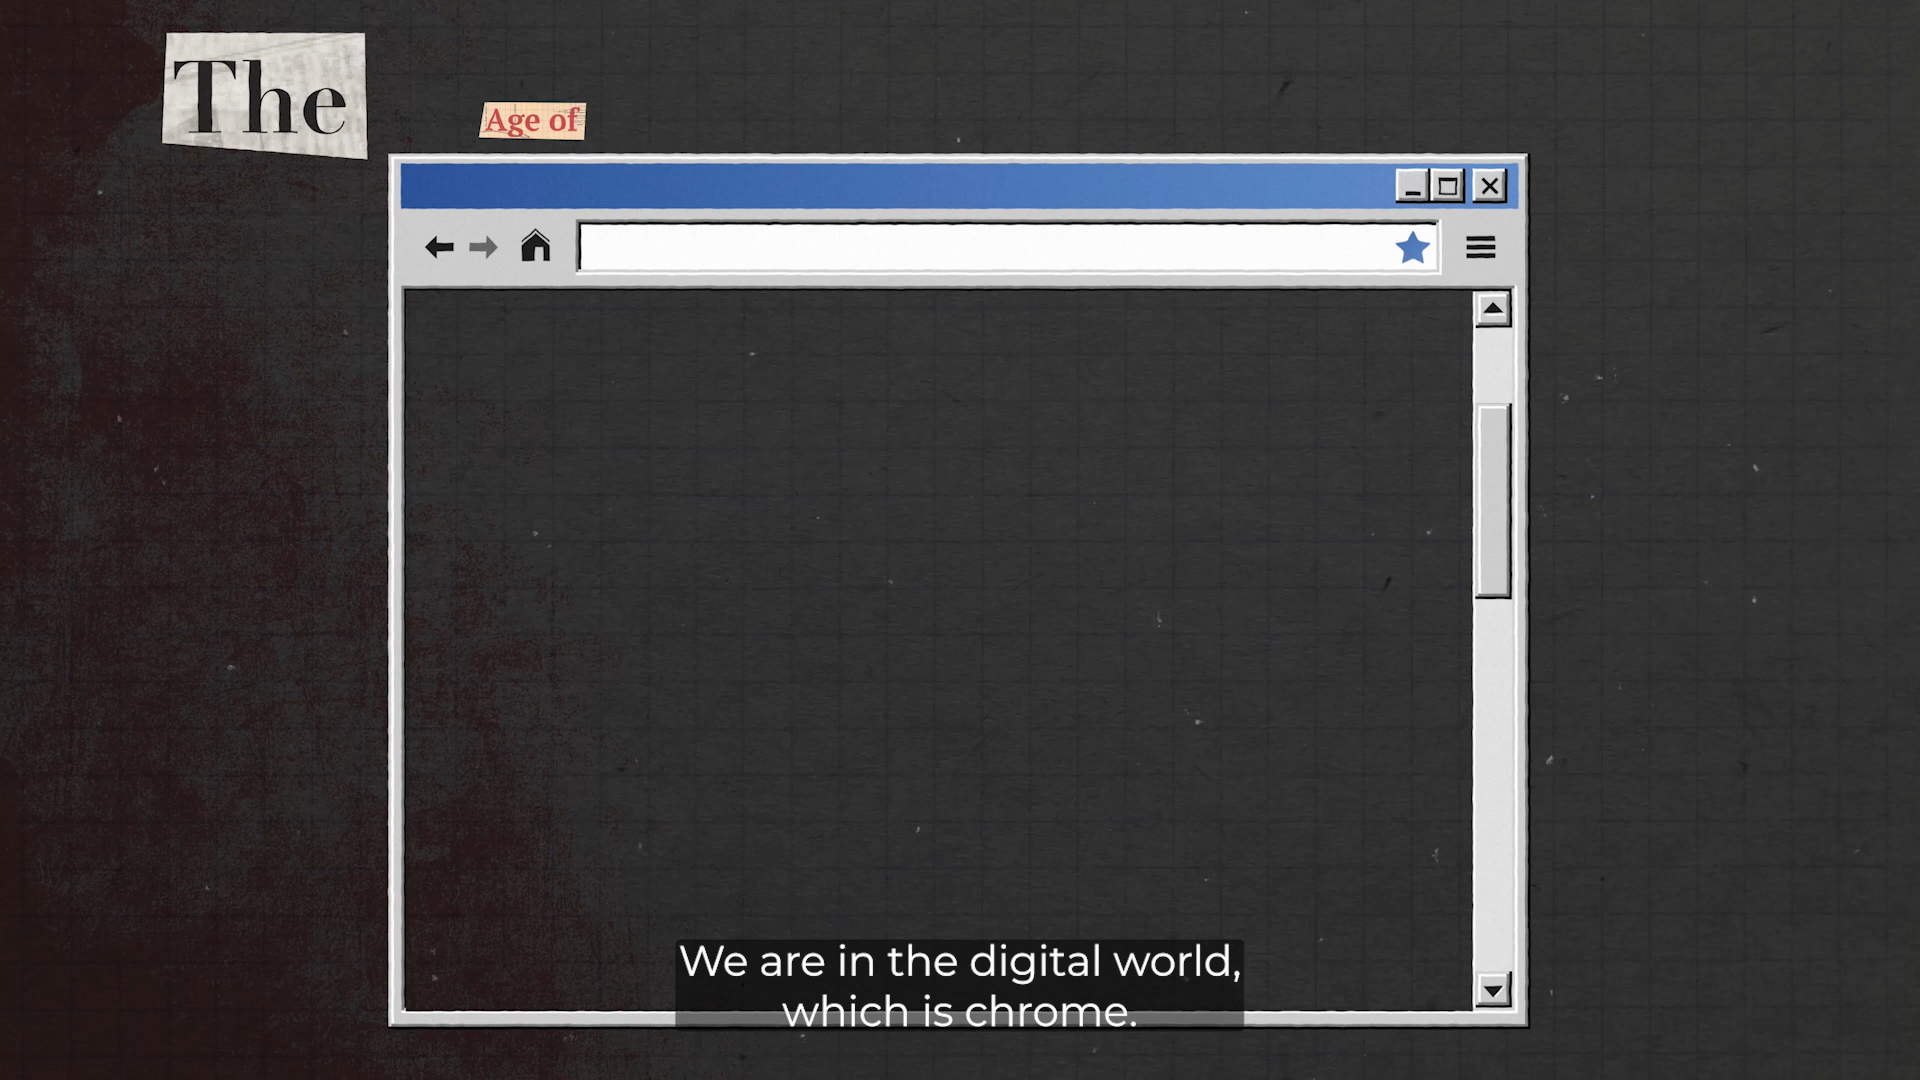 The
Age of
We are in the digital world,
which is chrome.